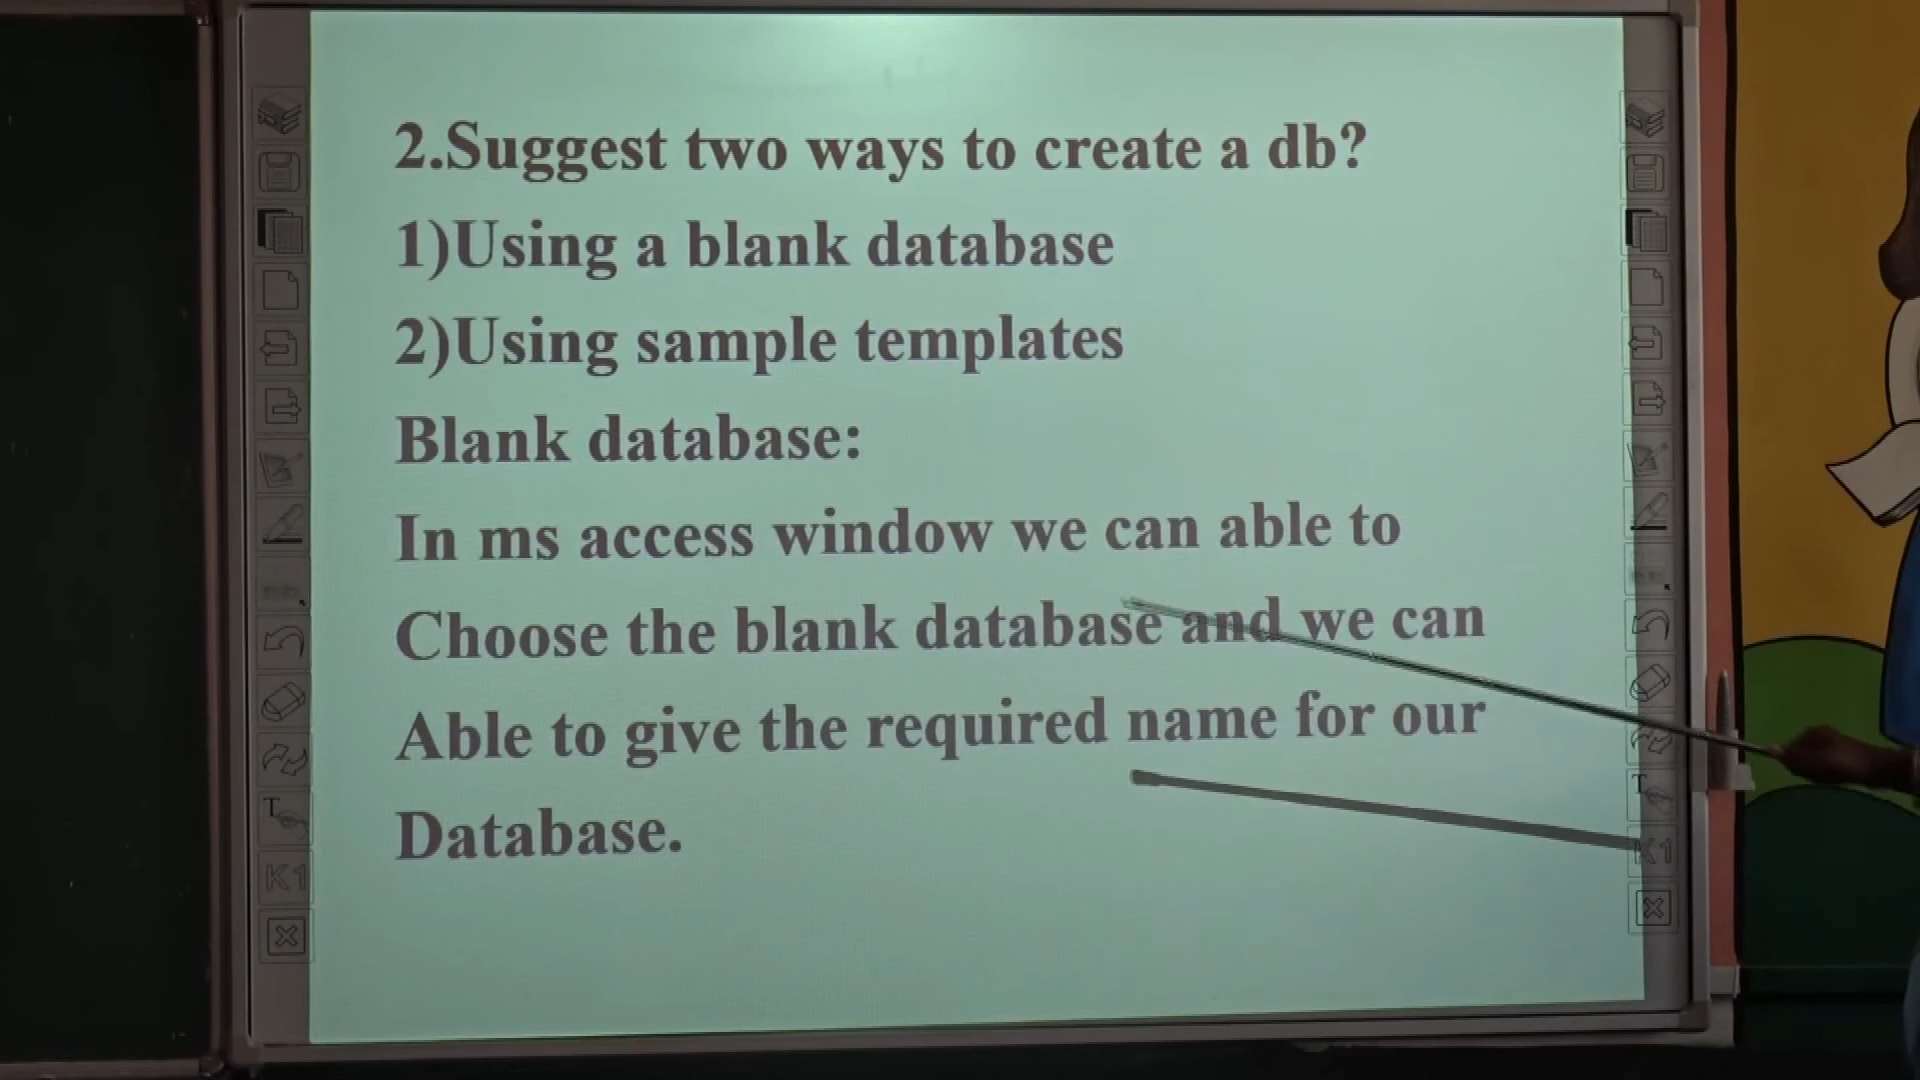 2.Suggest two ways to create a db?
1)Using a blank database
2)Using sample templates
Blank database:
In ms access window we can able to
Choose the blank database and we can
Able to give the required name for our
Database.
T
K1
T
K1